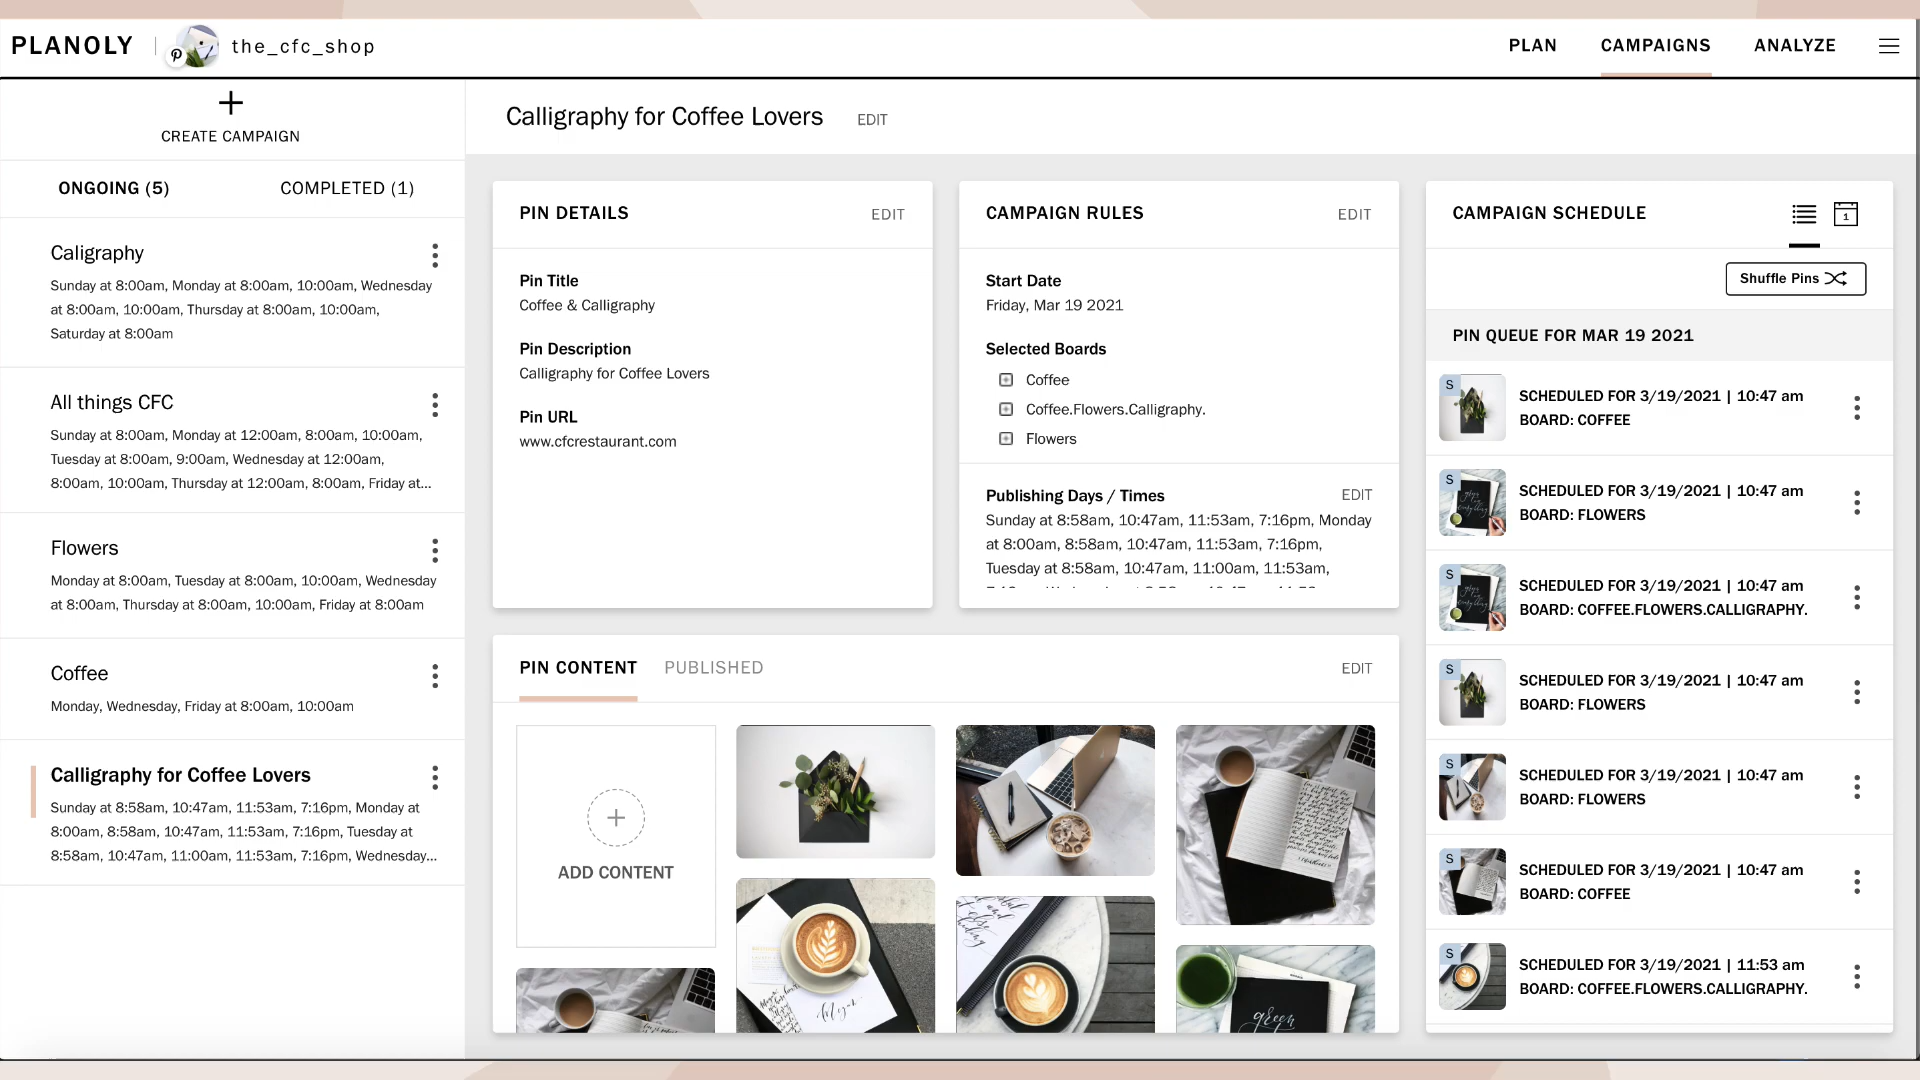 PLANOLY
the_cfc_shop
PLAN
CAMPAIGNS
ANALYZE
CREATE CAMPAIGN
ONGOING (5)
COMPLETED (1)
Caligraphy
Sunday at 8:00am, Monday at 8:00am, 10:00am, Wednesday
at 8:00am, 10:00am, Thursday at 8:00am, 10:00am,
Saturday at 8:00am
All things CFC
Sunday at 8:00am, Monday at 12:00am, 8:00am, 10:00am,
Tuesday at 8:00am, 9:00am, Wednesday at 12:00am,
8:00am, 10:00am, Thursday at 12:00am, 8:00am, Friday at...
Flowers
Monday at 8:00am, Tuesday at 8:00am, 10:00am, Wednesday
at 8:00am, Thursday at 8:00am, 10:00am, Friday at 8:00am
Coffee
Monday, Wednesday, Friday at 8:00am, 10:00am
Calligraphy for Coffee Lovers
Sunday at 8:58am, 10:47am, 11:53am, 7:16pm, Monday at
8:00am, 8:58am, 10:47am, 11:53am, 7:16pm, Tuesday at
8:58am, 10:47am, 11:00am, 11:53am, 7:16pm, Wednesday...
Calligraphy for Coffee Lovers
EDIT
PIN DETAILS
EDIT
Pin Title
Coffee & Calligraphy
Pin Description
Calligraphy for Coffee Lovers
Pin URL
www.cfcrestaurant.com
CAMPAIGN RULES
EDIT
Start Date
Friday, Mar 19 2021
Selected Boards
Coffee
Coffee.Flowers.Calligraphy.
Flowers
Publishing Days / Times
EDIT
Sunday at 8:58am, 10:47am, 11:53am, 7:16pm, Monday
at 8:00am, 8:58am, 10:47am, 11:53am, 7:16pm,
Tuesday at 8:58am, 10:47am, 11:00am, 11:53am,
PIN CONTENT
PUBLISHED
EDIT
ADD CONTENT
green
CAMPAIGN SCHEDULE
1
Shuffle Pins
PIN QUEUE FOR MAR 19 2021
S
SCHEDULED FOR 3/19/2021 | 10:47 am
BOARD: COFFEE
S
SCHEDULED FOR 3/19/2021 | 10:47 am
BOARD: FLOWERS
S
SCHEDULED FOR 3/19/2021 | 10:47 am
BOARD: COFFEE.FLOWERS.CALLIGRAPHY.
S
SCHEDULED FOR 3/19/2021 | 10:47 am
BOARD: FLOWERS
S
SCHEDULED FOR 3/19/2021 | 10:47 am
BOARD: FLOWERS
S
SCHEDULED FOR 3/19/2021 | 10:47 am
BOARD: COFFEE
S
SCHEDULED FOR 3/19/2021 | 11:53 am
BOARD: COFFEE.FLOWERS.CALLIGRAPHY.